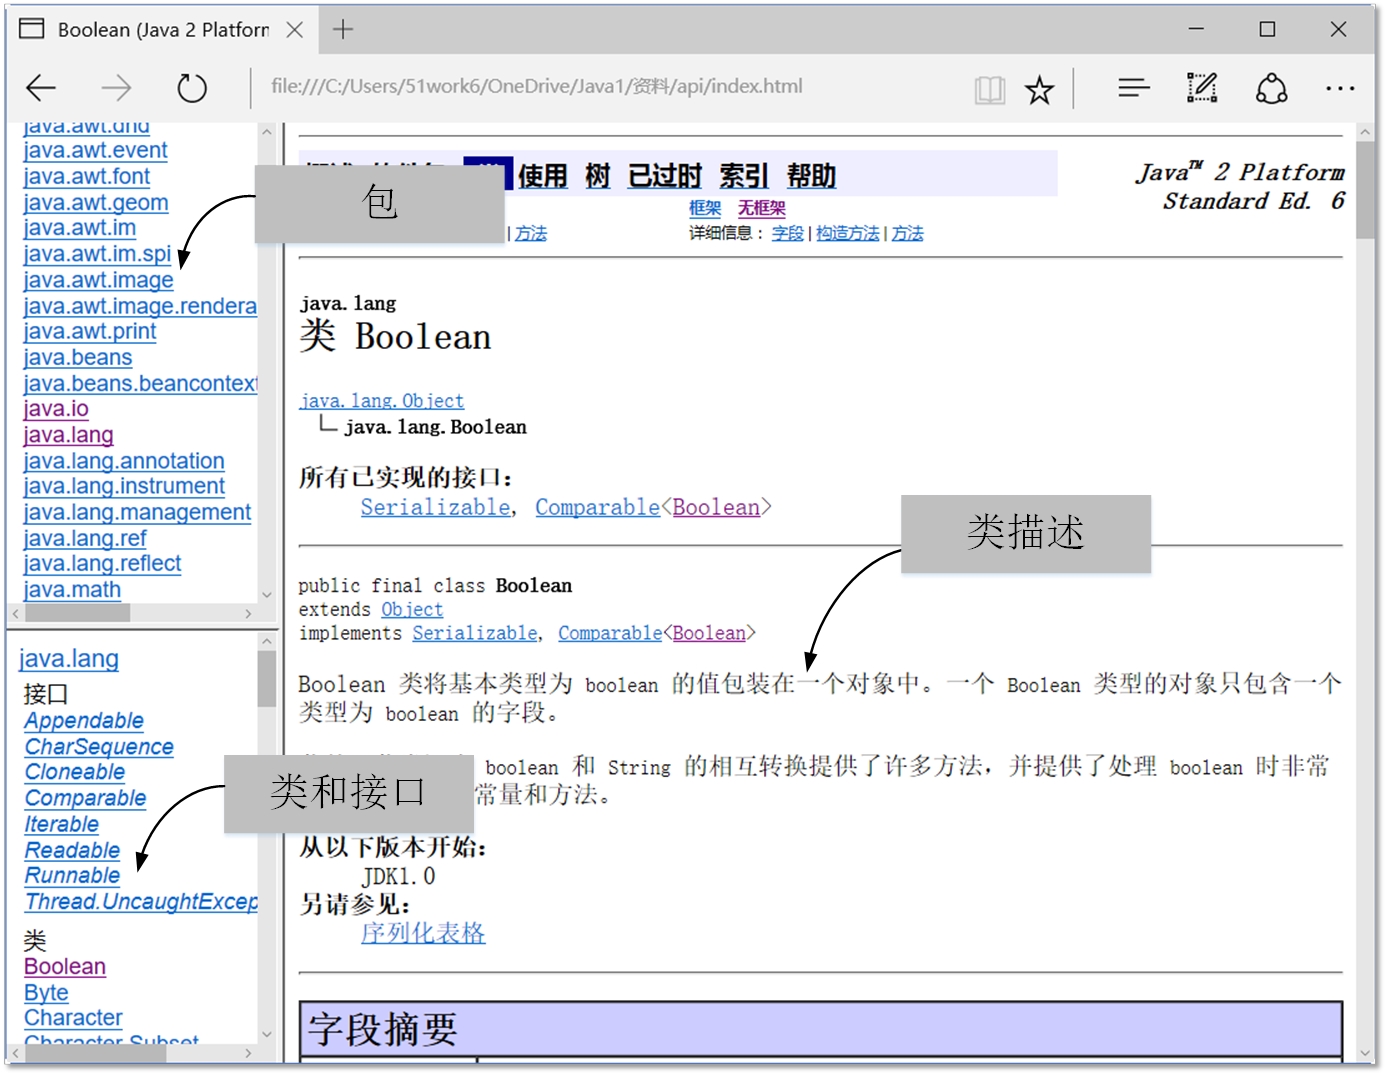 Boolean (Java 2 Platforn
file:///C:/Users/51work6/OneDrive/Java1/资料/api/index.html
java.awt.dnd
java.awt.event
java.awt.font
java.awt.geom
java.awt.im
java.awt.im.spi
java.awt.image
java.awt.image.rendera
java.awt.print
java.beans
java.beans.beancontext
java.io
java.lang
java.lang.annotation
java.lang.instrument
java.lang.management
java.lang.ref
java.lang.reflect
java.math
包
java.lang
接口
Appendable
CharSequence
Cloneable
Comparable
Iterable
Readable
Runnable
Thread.UncaughtExcep
类
Boolean
Byte
Character
Character.Subset
类和接口
使用 树 已过时 索引 帮助
Java™ 2 Platform
Standard Ed. 6
框架 无框架
| 方法
详细信息： 字段 | 构造方法 | 方法
java.lang
类 Boolean
java.lang.Object
java.lang.Boolean
所有已实现的接口：
Serializable, Comparable<Boolean>
类描述
public final class Boolean
extends Object
implements Serializable, Comparable<Boolean>
Boolean 类将基本类型为 boolean 的值包装在一个对象中。一个 Boolean 类型的对象只包含一个
类型为 boolean 的字段。
boolean 和 String 的相互转换提供了许多方法，并提供了处理 boolean 时非常
常量和方法。
从以下版本开始：
JDK1.0
另请参见：
序列化表格
字段摘要